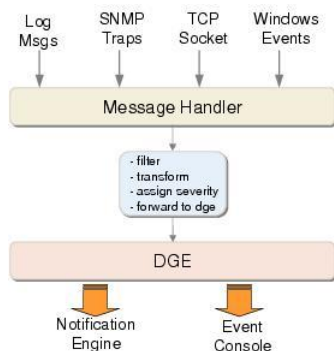 Log SNMP TCP Windows
Msgs Traps Socket Events
Message Handler
- filter
- transform
- assign severity
- forward to dge
DGE
Notification Event
Engine Console